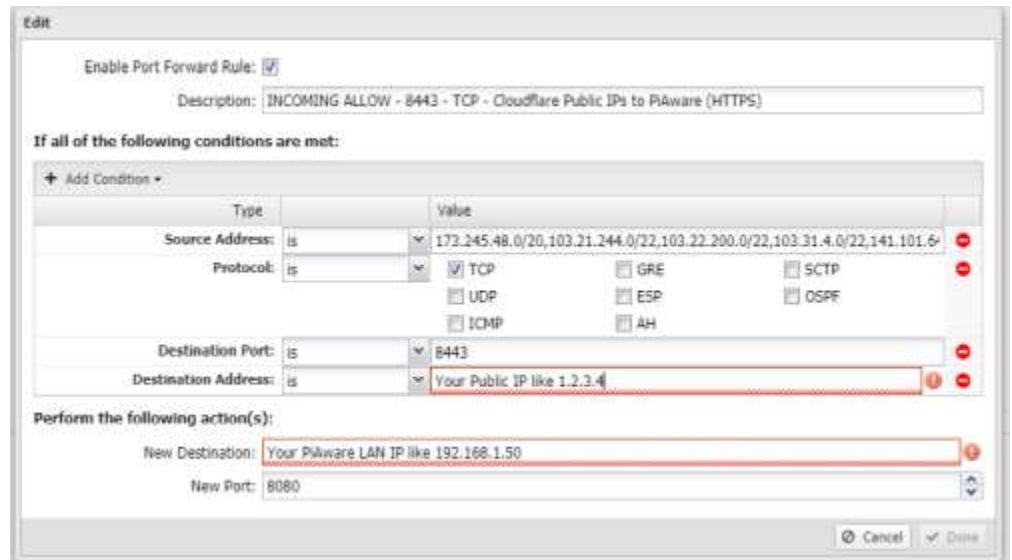 Edit
Enable Port Forward Rule:
Description: INCOMING ALLOW - 8443 - TCP - Cloudflare Public IPs to PiAware (HTTPS)
If all of the following conditions are met:
+ Add Condition
Type Value
Source Address: is 173.245.48.0/20,103.21.244.0/22,103.22.200.0/22,103.31.4.0/22,141.101.64
Protocol: is TCP GRE SCTP
UDP ESP OSPF
ICMP AH
Destination Port: is 8443
Destination Address: is Your Public IP like 1.2.3.4
Perform the following action(s):
New Destination: Your PiAware LAN IP like 192.168.1.50
New Port: 8080
Cancel Done